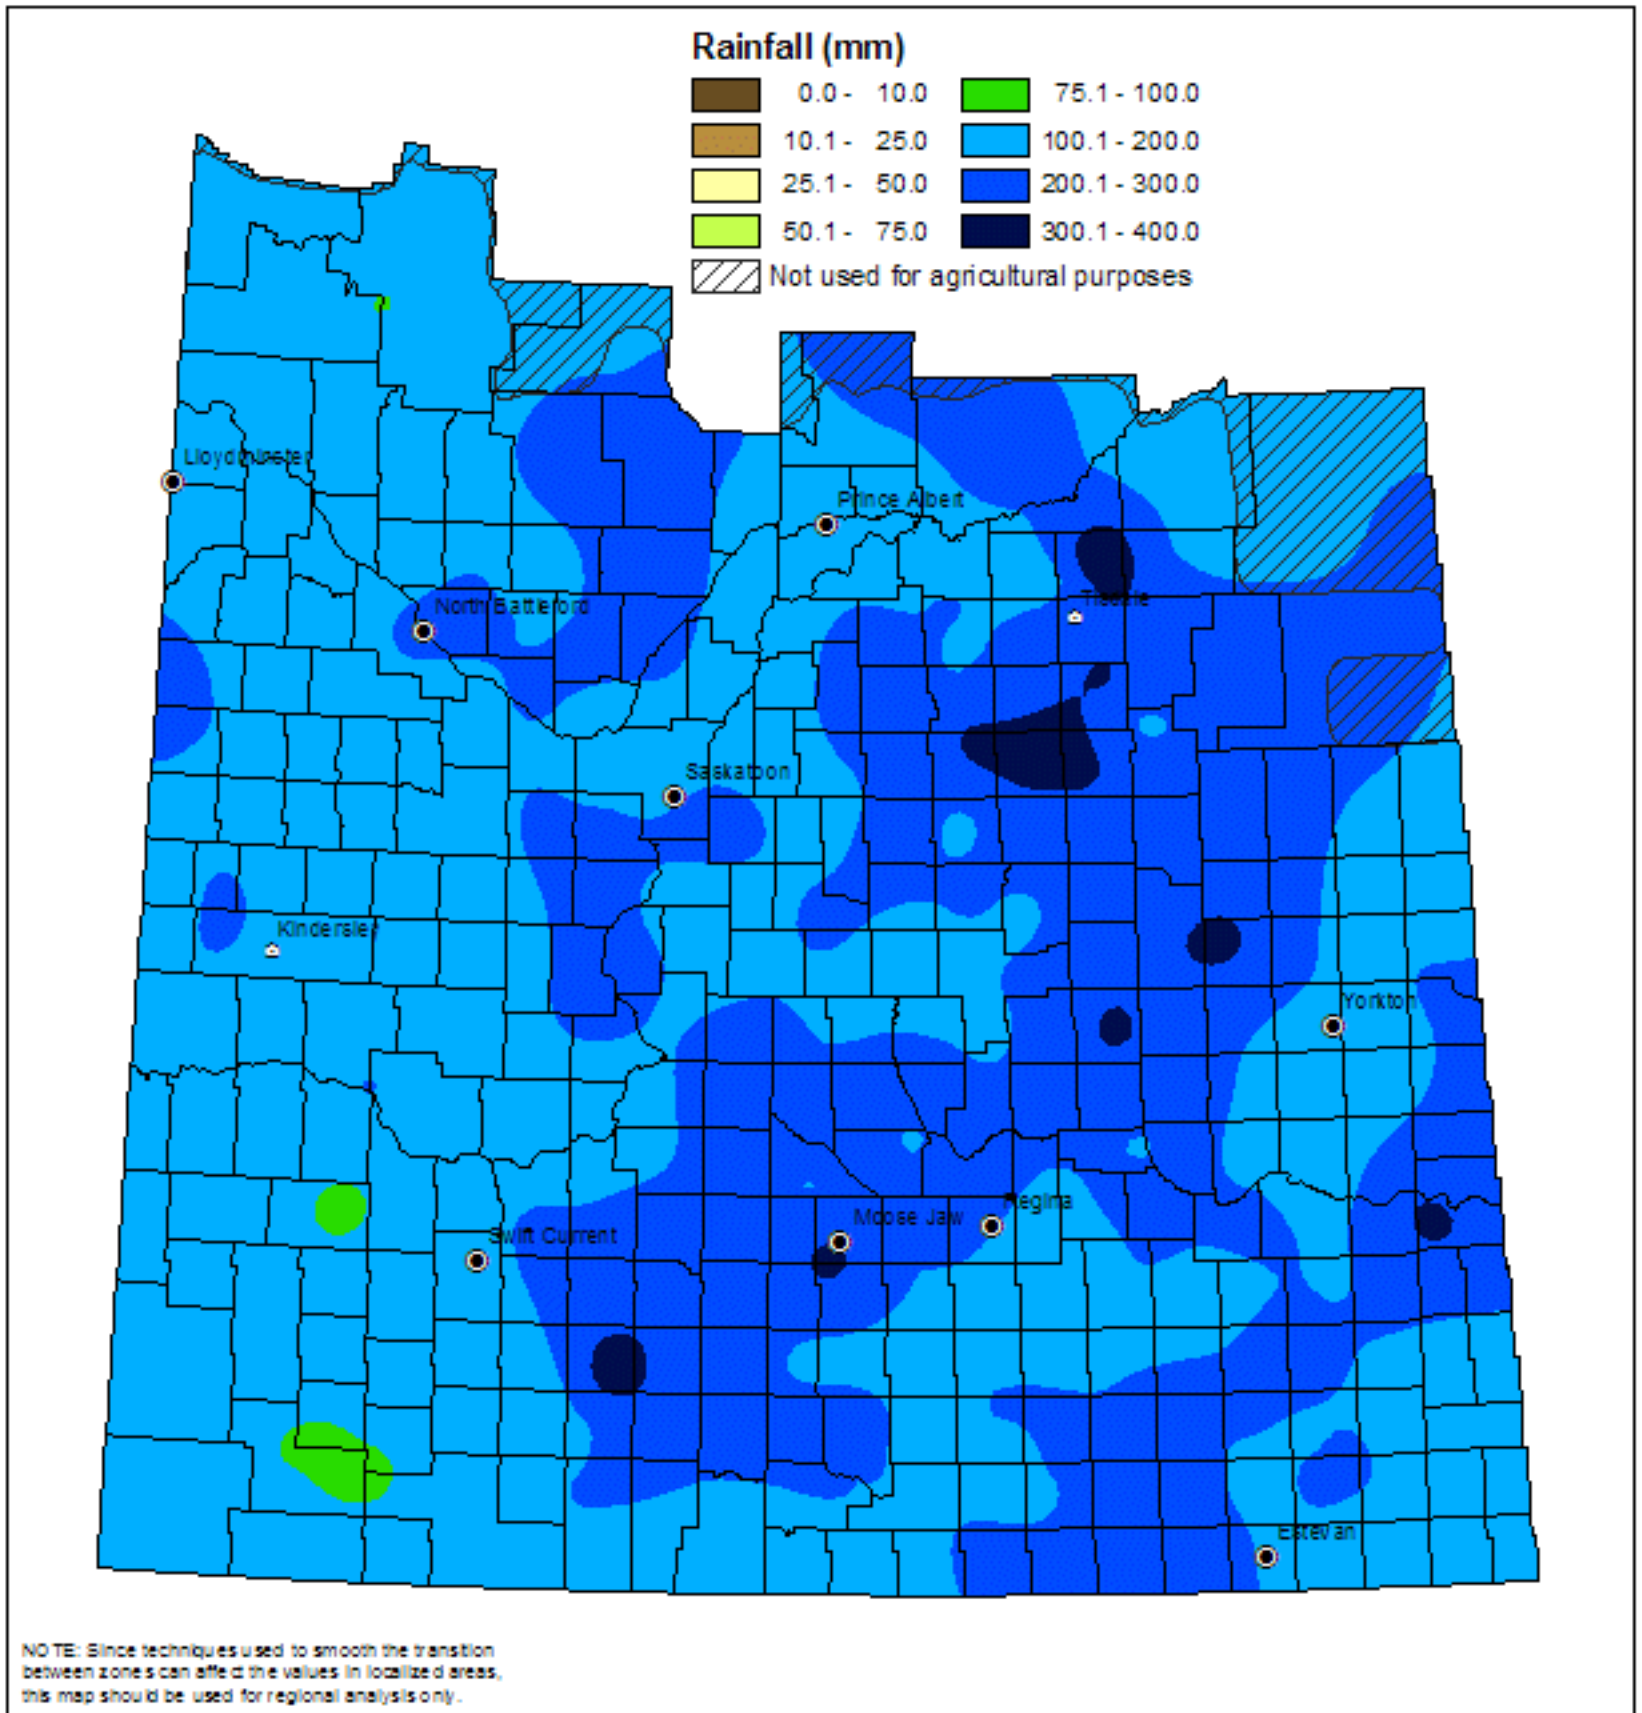 Rainfall (mm)
0.0 - 10.0
75.1 - 100.0
10.1 - 25.0
100.1 - 200.0
25.1 - 50.0
200.1 - 300.0
50.1 - 75.0
300.1 - 400.0
Not used for agricultural purposes
Lloydminster
Prince Albert
North Battleford
Tisdale
Saskatoon
Kindersley
Yorkton
Regina
Moose Jaw
Swift Current
Estevan
NOTE: Since techniques used to smooth the transition
between zones can affect the values in localized areas,
this map should be used for regional analysis only.